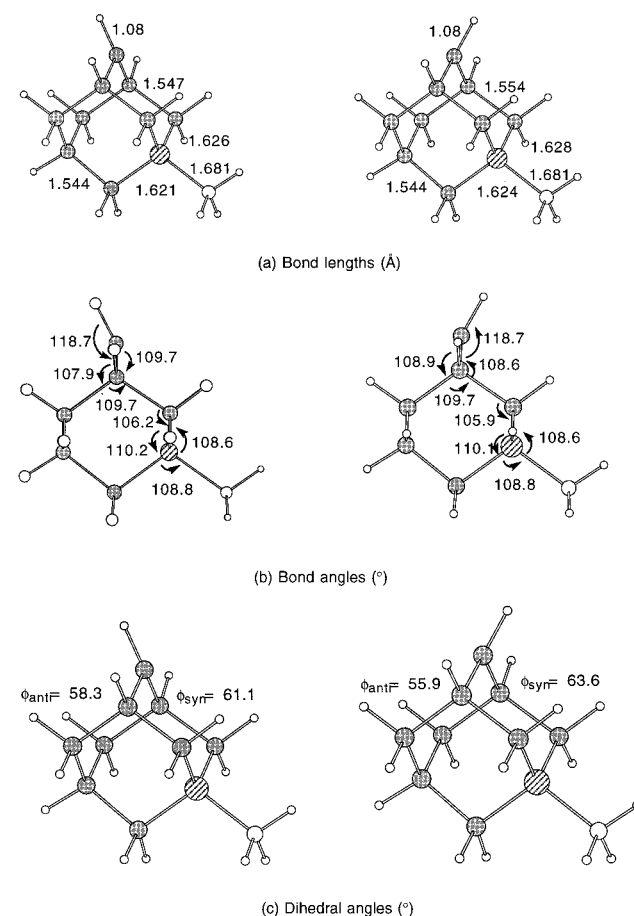 1.08 1.08
1.547 1.554
1.626 1.628
1.681 1.681
1.544 1.621 1.544 1.624
(a) Bond lengths (Å)
118.7 109.7 118.7
107.9 108.9 108.6
109.7 109.7
106.2 105.9
110.2 108.6 110.1 108.6
108.8 108.8
(b) Bond angles (°)
ϕanti= 58.3 ϕsyn= 61.1 ϕanti= 55.9 ϕsyn= 63.6
(c) Dihedral angles (°)